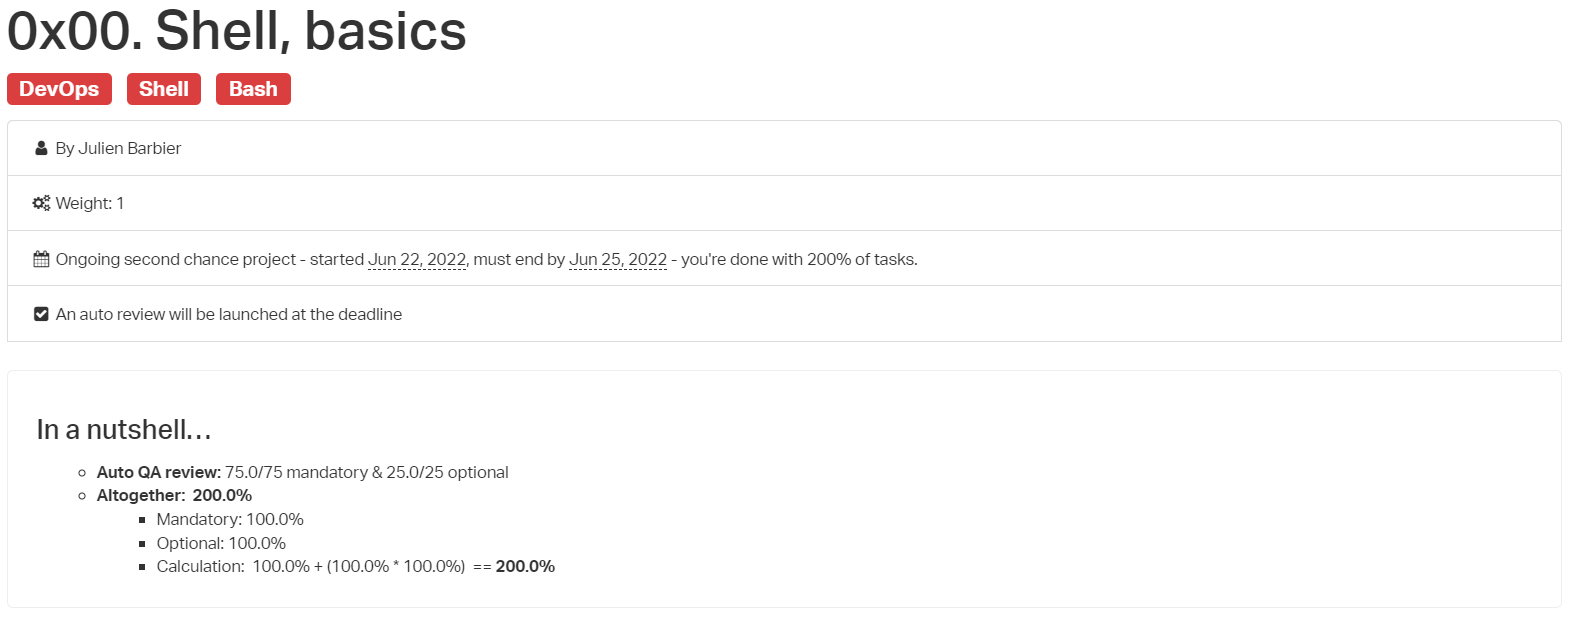 0x00. Shell, basics
DevOps Shell Bash
By Julien Barbier
Weight: 1
Ongoing second chance project - started Jun 22, 2022, must end by Jun 25, 2022 - you're done with 200% of tasks.
An auto review will be launched at the deadline
In a nutshell…
Auto QA review: 75.0/75 mandatory & 25.0/25 optional
Altogether: 200.0%
Mandatory: 100.0%
Optional: 100.0%
Calculation: 100.0% + (100.0% * 100.0%) == 200.0%